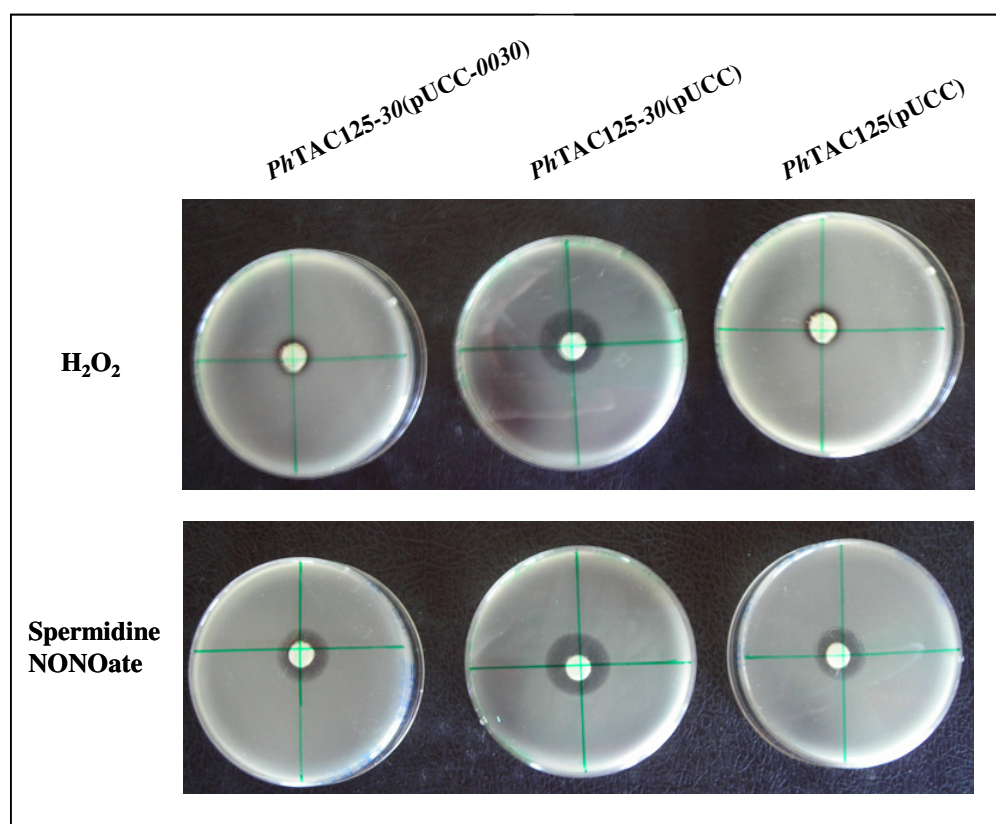 PhTAC125-30(pUCC-0030)
PhTAC125-30(pUCC)
PhTAC125(pUCC)
H₂O₂
Spermidine
NONOate